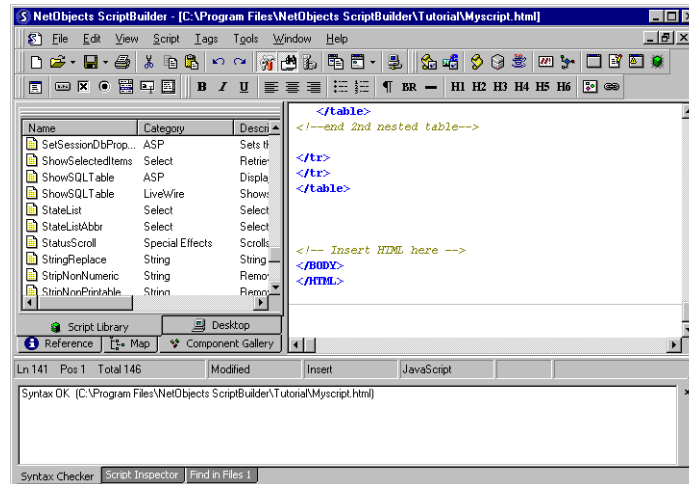 NetObjects ScriptBuilder - [C:\Program Files\NetObjects ScriptBuilder\Tutorial\Myscript.html]
File Edit View Script Tags Tools Window Help
B I U ¶ BR H1 H2 H3 H4 H5 H6
Name Category Descri
SetSessionDbProp... ASP Sets th
ShowSelectedItems Select Retrie
ShowSQLTable ASP Displa
ShowSQLTable LiveWire Shows
StateList Select Select
StateListAbbr Select Select
StatusScroll Special Effects Scrolls
StringReplace String String
StripNonNumeric String Remov
StripNonPrintable String Remov
Script Library Desktop
Reference Map Component Gallery
</table>
<!--end 2nd nested table-->
</tr>
</tr>
</table>
<!-- Insert HTML here -->
</BODY>
</HTML>
Ln 141 Pos 1 Total 146 Modified Insert JavaScript
Syntax OK (C:\Program Files\NetObjects ScriptBuilder\Tutorial\Myscript.html)
Syntax Checker Script Inspector Find in Files 1